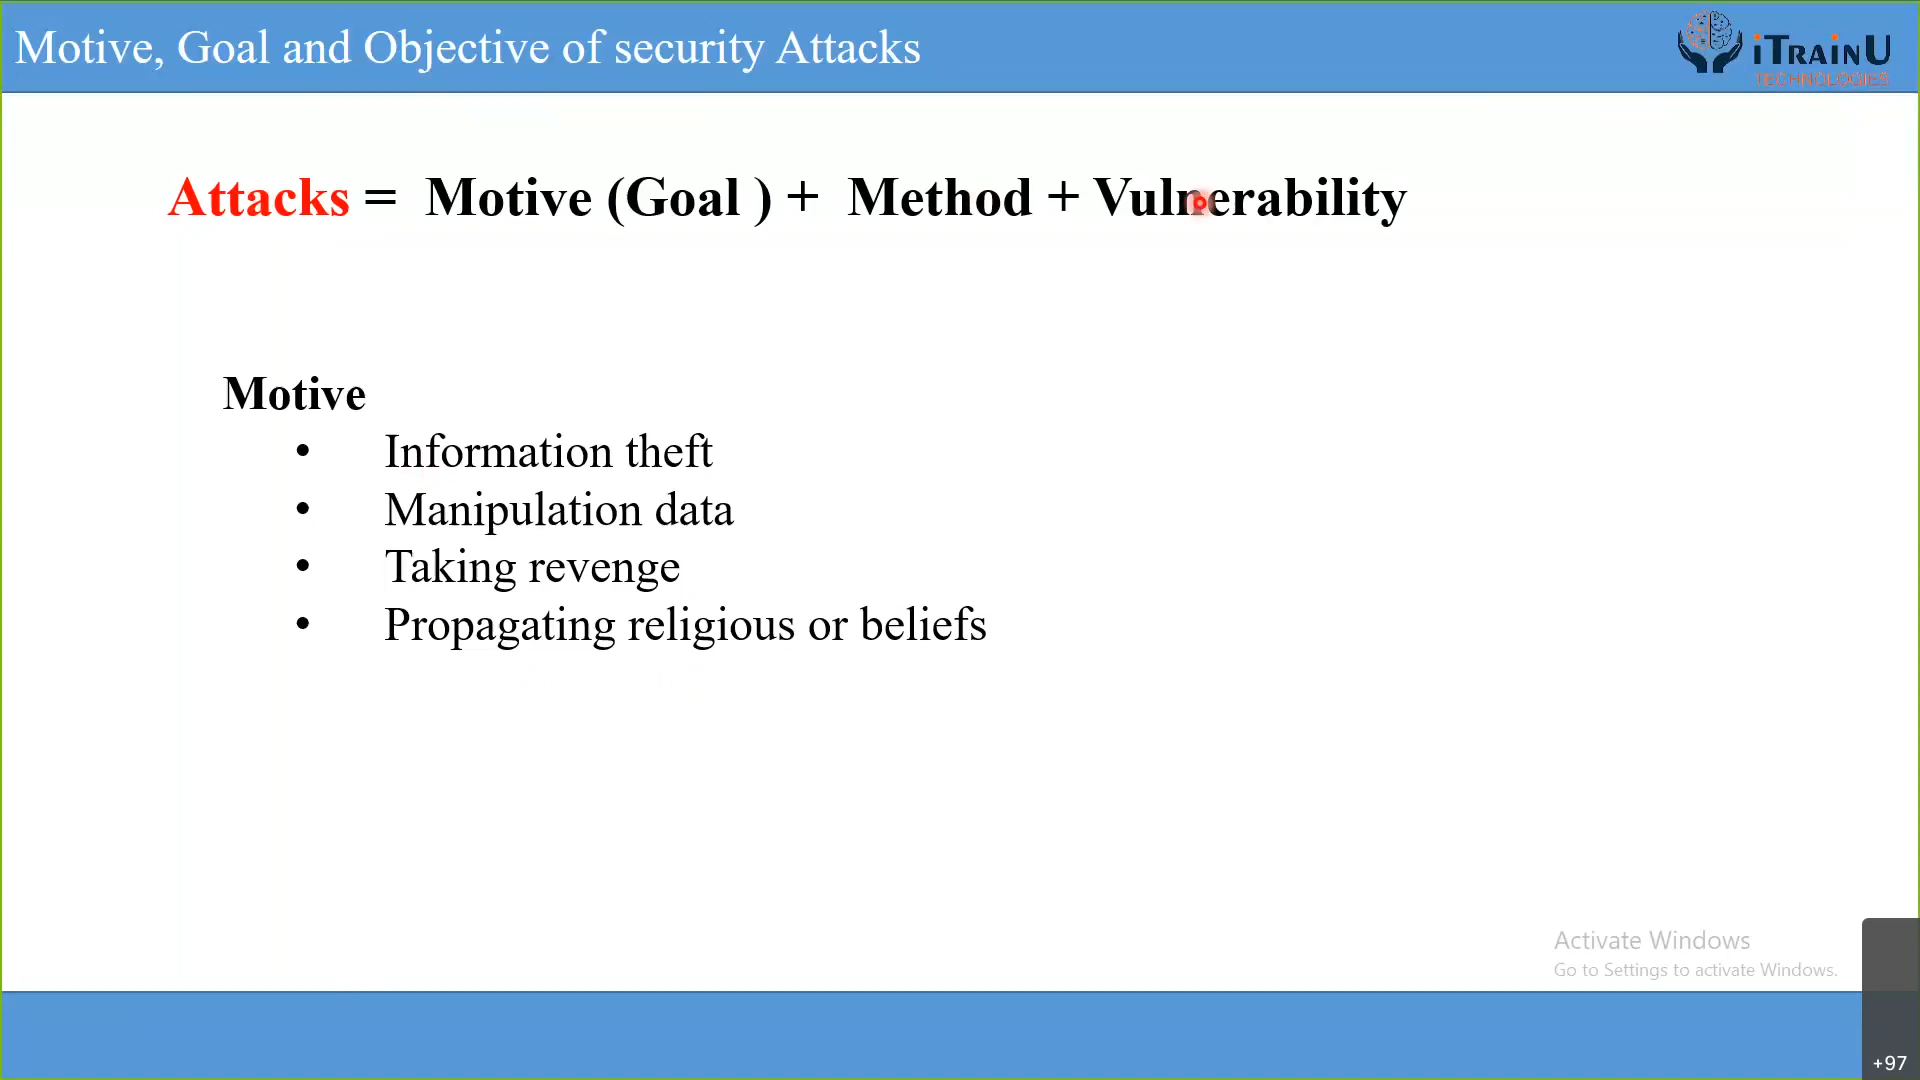 Motive, Goal and Objective of security Attacks
iTRAINU
TECHNOLOGIES
Attacks = Motive (Goal ) + Method + Vulnerability
Motive
• Information theft
• Manipulation data
• Taking revenge
• Propagating religious or beliefs
Activate Windows
Go to Settings to activate Windows.
+97